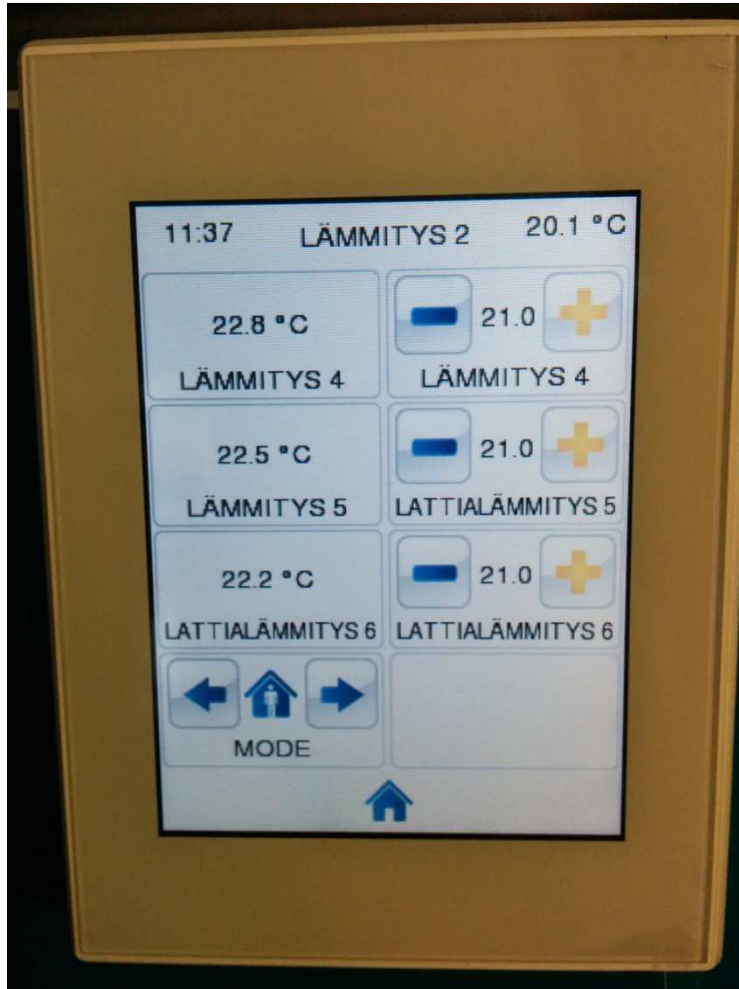 11:37 LÄMMITYS 2 20.1 °C
22.8 °C 21.0
LÄMMITYS 4 LÄMMITYS 4
22.5 °C 21.0
LÄMMITYS 5 LATTIALÄMMITYS 5
22.2 °C 21.0
LATTIALÄMMITYS 6 LATTIALÄMMITYS 6
MODE